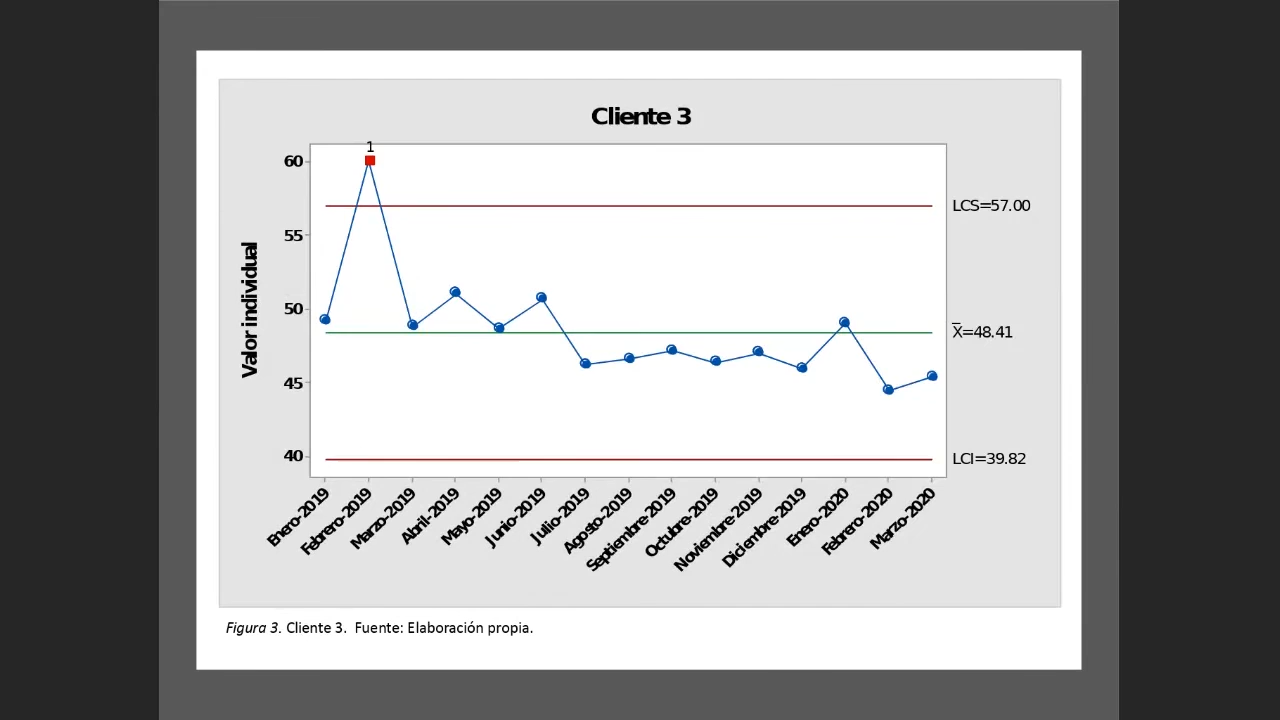 Cliente 3
1
60
55
50
45
40
Valor individual
LCS=57.00
X̅=48.41
LCI=39.82
Enero-2019
Febrero-2019
Marzo-2019
Abril-2019
Mayo-2019
Junio-2019
Julio-2019
Agosto-2019
Septiembre-2019
Octubre-2019
Noviembre-2019
Diciembre-2019
Enero-2020
Febrero-2020
Marzo-2020
Figura 3. Cliente 3. Fuente: Elaboración propia.